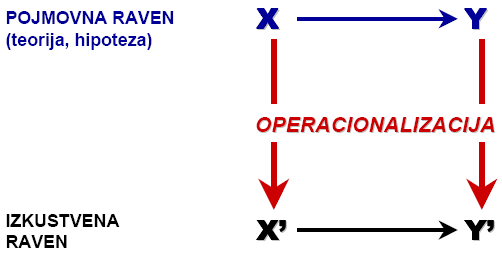 POJMOVNA RAVEN
(teorija, hipoteza)
X Y
OPERACIONALIZACIJA
IZKUSTVENA
RAVEN
X’ Y’